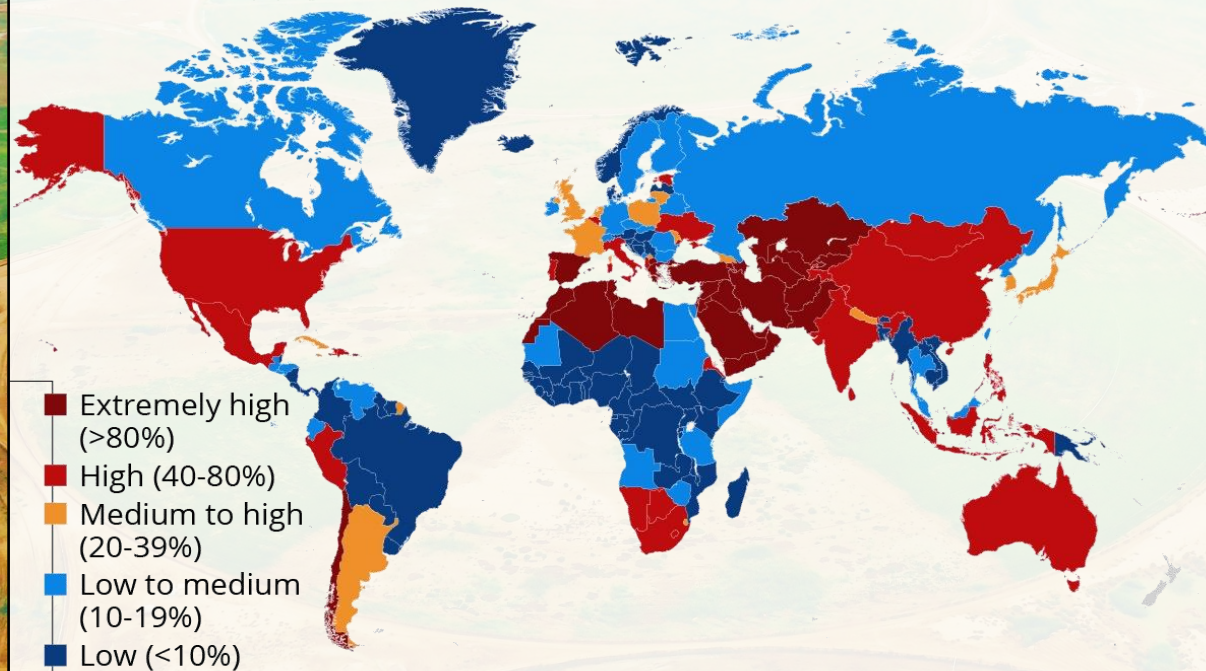 Extremely high
(>80%)
High (40-80%)
Medium to high
(20-39%)
Low to medium
(10-19%)
Low (<10%)